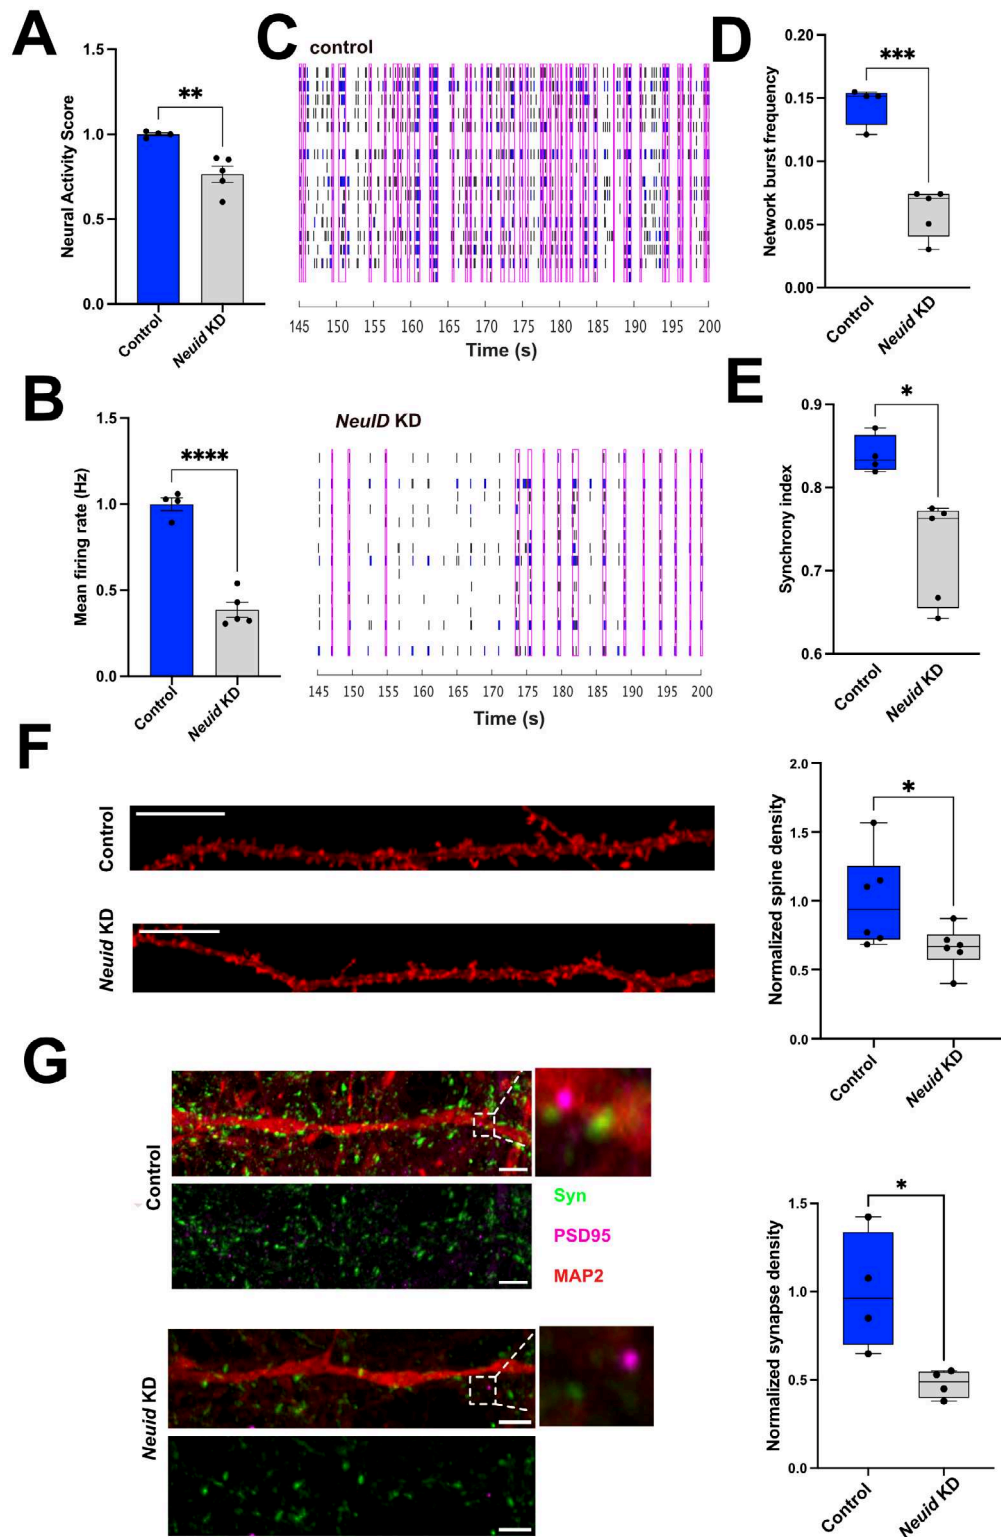 A
1.5
1.0
0.5
0.0
Neural Activity Score
**
Control
Neuid KD
C
control
145 150 155 160 165 170 175 180 185 190 195 200
Time (s)
D
0.20
0.15
0.10
0.05
0.00
Network burst frequency
***
Control
Neuid KD
B
1.5
1.0
0.5
0.0
Mean firing rate (Hz)
****
Control
Neuid KD
NeuID KD
145 150 155 160 165 170 175 180 185 190 195 200
Time (s)
E
0.9
0.8
0.7
0.6
Synchrony index
*
Control
Neuid KD
F
Control
Neuid KD
2.0
1.5
1.0
0.5
0.0
Normalized spine density
*
Control
Neuid KD
G
Control
Syn
PSD95
MAP2
Neuid KD
1.5
1.0
0.5
0.0
Normalized synapse density
*
Control
Neuid KD